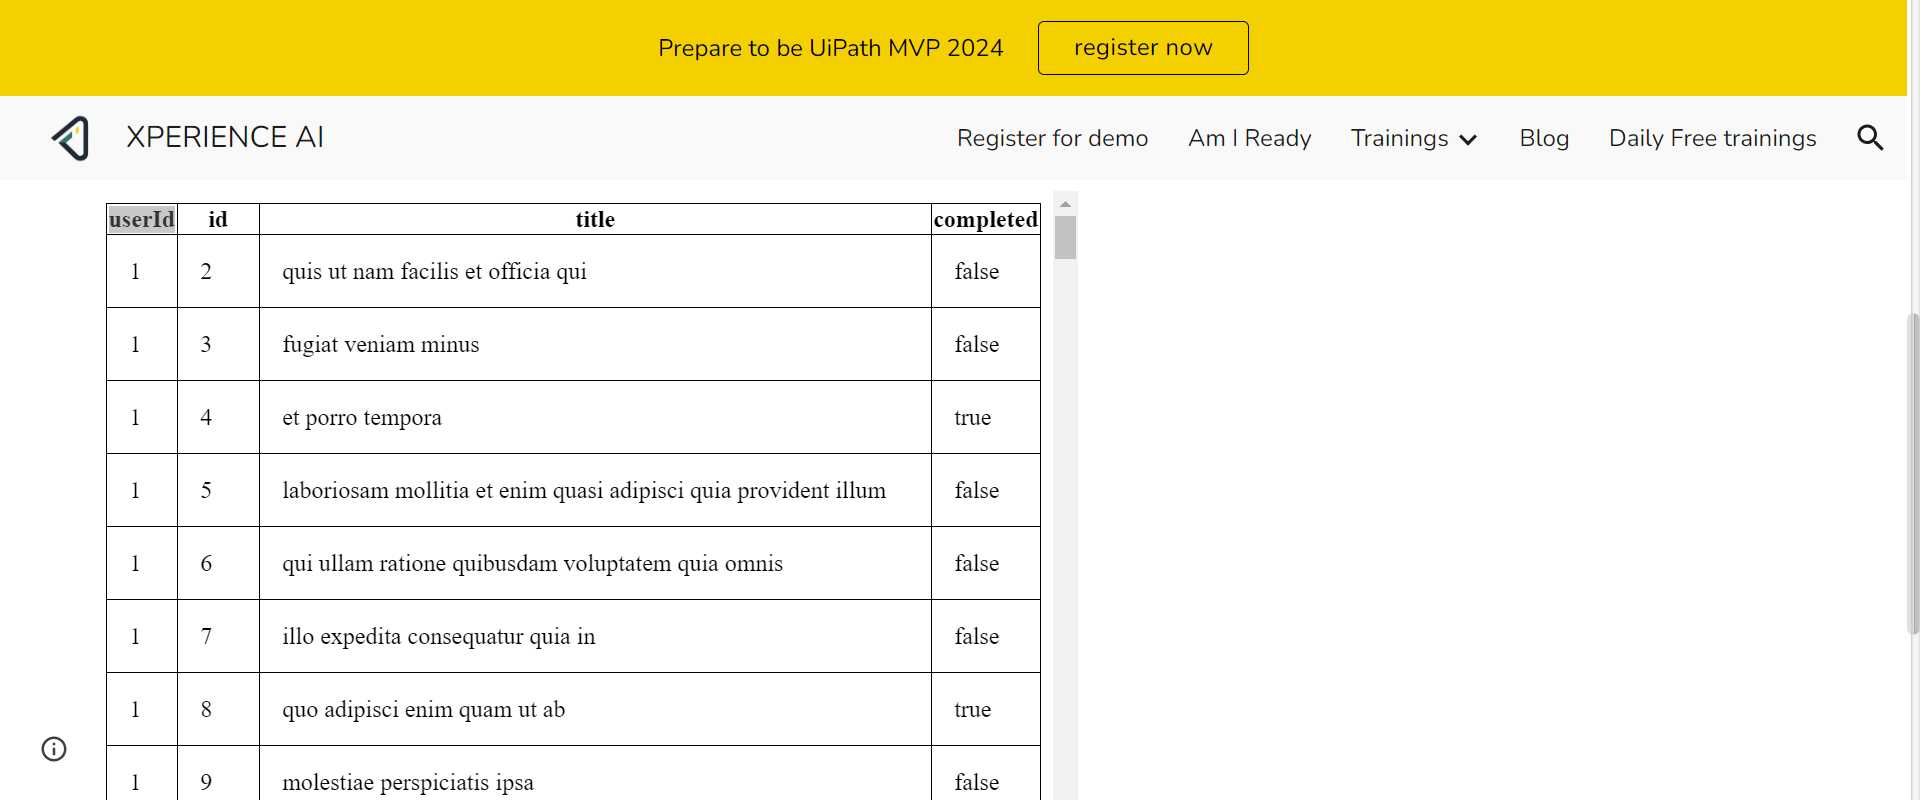 Prepare to be UiPath MVP 2024 register now
XPERIENCE AI Register for demo Am I Ready Trainings Blog Daily Free trainings
userId id title completed
1 2 quis ut nam facilis et officia qui false
1 3 fugiat veniam minus false
1 4 et porro tempora true
1 5 laboriosam mollitia et enim quasi adipisci quia provident illum false
1 6 qui ullam ratione quibusdam voluptatem quia omnis false
1 7 illo expedita consequatur quia in false
1 8 quo adipisci enim quam ut ab true
1 9 molestiae perspiciatis ipsa false